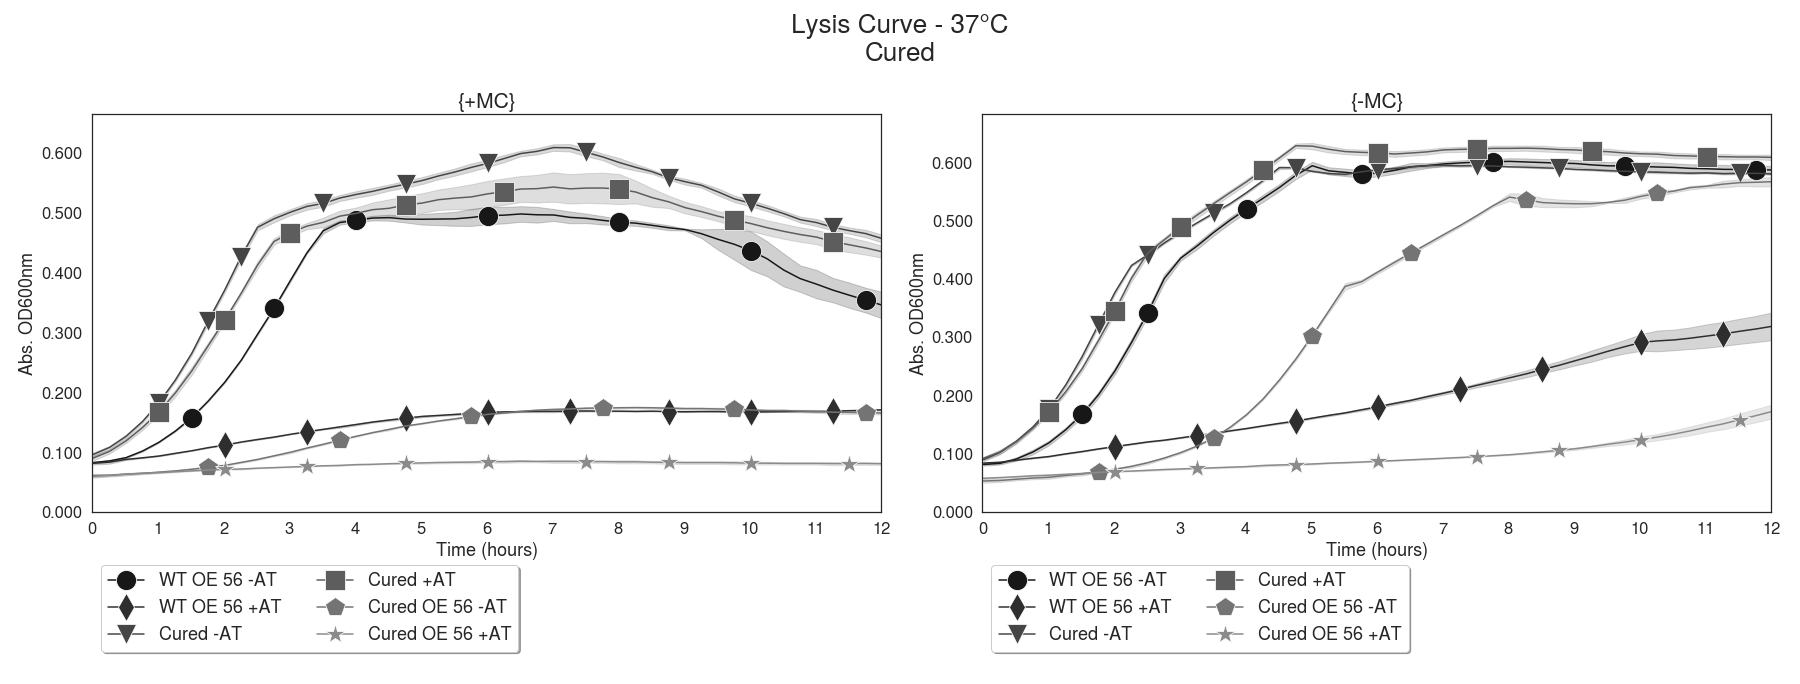 Lysis Curve - 37°C
Cured
{+MC}
Abs. OD600nm
0.600
0.500
0.400
0.300
0.200
0.100
0.000
0 1 2 3 4 5 6 7 8 9 10 11 12
Time (hours)
WT OE 56 -AT
WT OE 56 +AT
Cured -AT
Cured +AT
Cured OE 56 -AT
Cured OE 56 +AT
{-MC}
Abs. OD600nm
0.600
0.500
0.400
0.300
0.200
0.100
0.000
0 1 2 3 4 5 6 7 8 9 10 11 12
Time (hours)
WT OE 56 -AT
WT OE 56 +AT
Cured -AT
Cured +AT
Cured OE 56 -AT
Cured OE 56 +AT